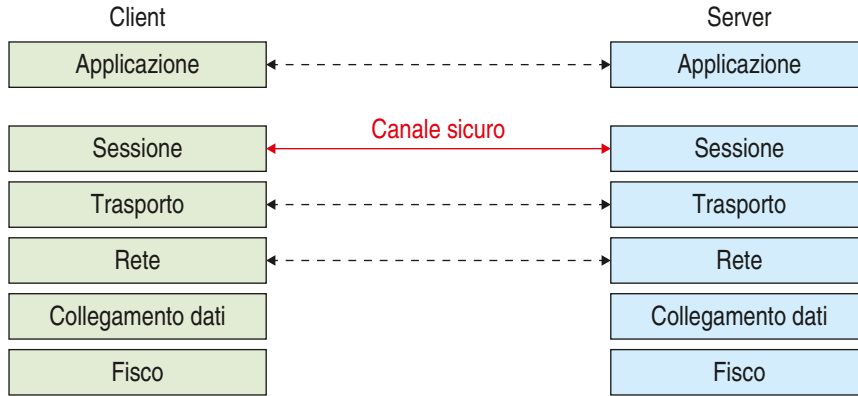 Client
Server
Applicazione
Applicazione
Canale sicuro
Sessione
Sessione
Trasporto
Trasporto
Rete
Rete
Collegamento dati
Collegamento dati
Fisco
Fisco